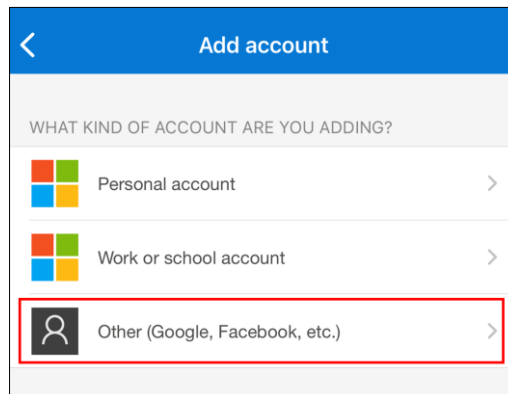 Add account
WHAT KIND OF ACCOUNT ARE YOU ADDING?
Personal account
Work or school account
Other (Google, Facebook, etc.)